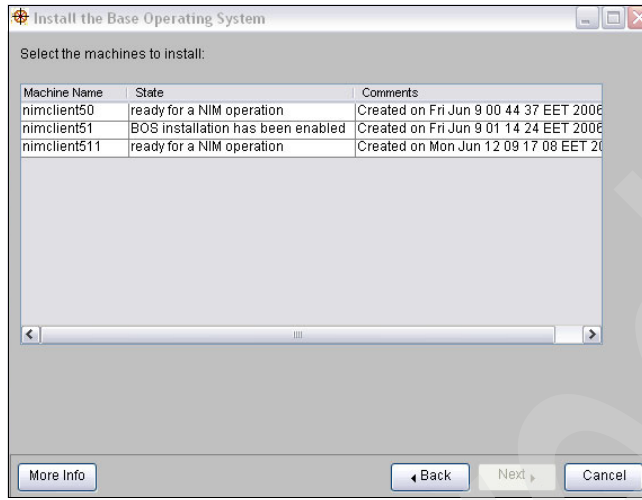 Install the Base Operating System
Select the machines to install:
Machine Name State Comments
nimclient50 ready for a NIM operation Created on Fri Jun 9 00 44 37 EET 2006
nimclient51 BOS installation has been enabled Created on Fri Jun 9 01 14 24 EET 2006
nimclient511 ready for a NIM operation Created on Mon Jun 12 09 17 08 EET
More Info Back Next Cancel